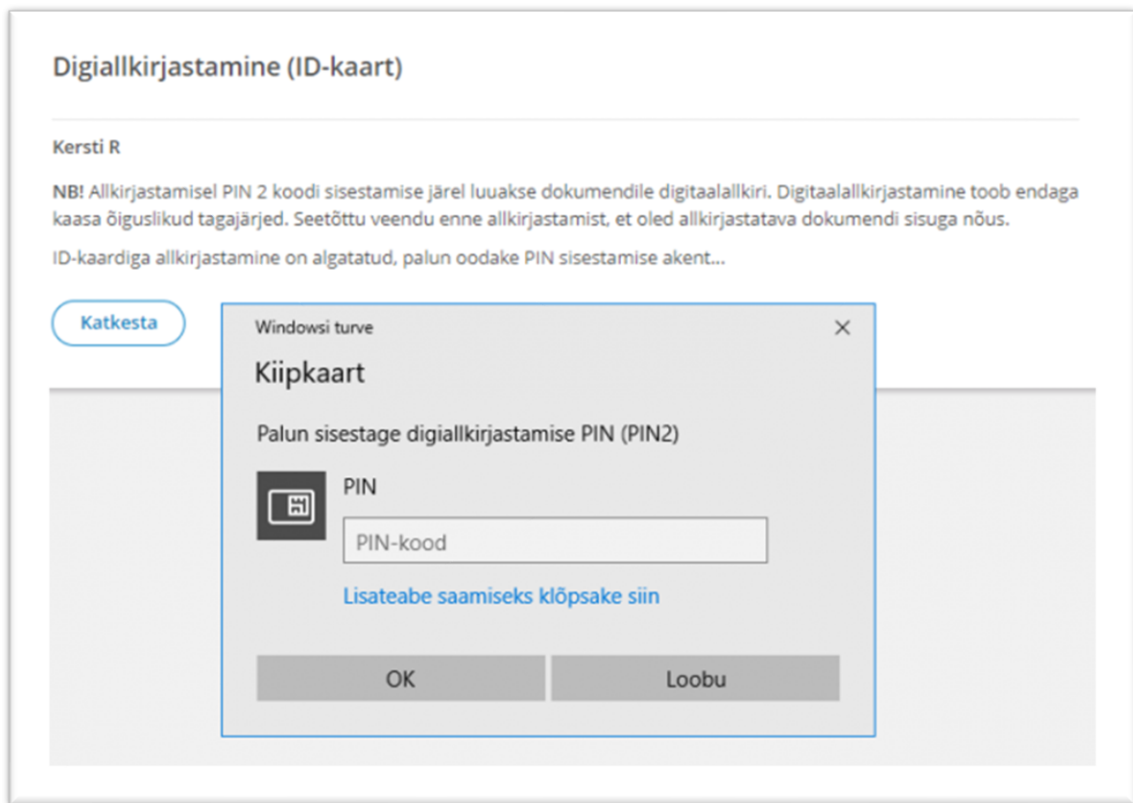 Digiallkirjastamine (ID-kaart)
Kersti R
NB! Allkirjastamisel PIN 2 koodi sisestamise järel luuakse dokumendile digitaalallkiri. Digitaalallkirjastamine toob endaga
kaasa õiguslikud tagajärjed. Seetõttu veendu enne allkirjastamist, et oled allkirjastatava dokumendi sisuga nõus.
ID-kaardiga allkirjastamine on algatatud, palun oodake PIN sisestamise akent...
Katkesta
Windowsi turve
Kiipkaart
Palun sisestage digiallkirjastamise PIN (PIN2)
PIN
PIN-kood
Lisateabe saamiseks klõpsake siin
OK
Loobu